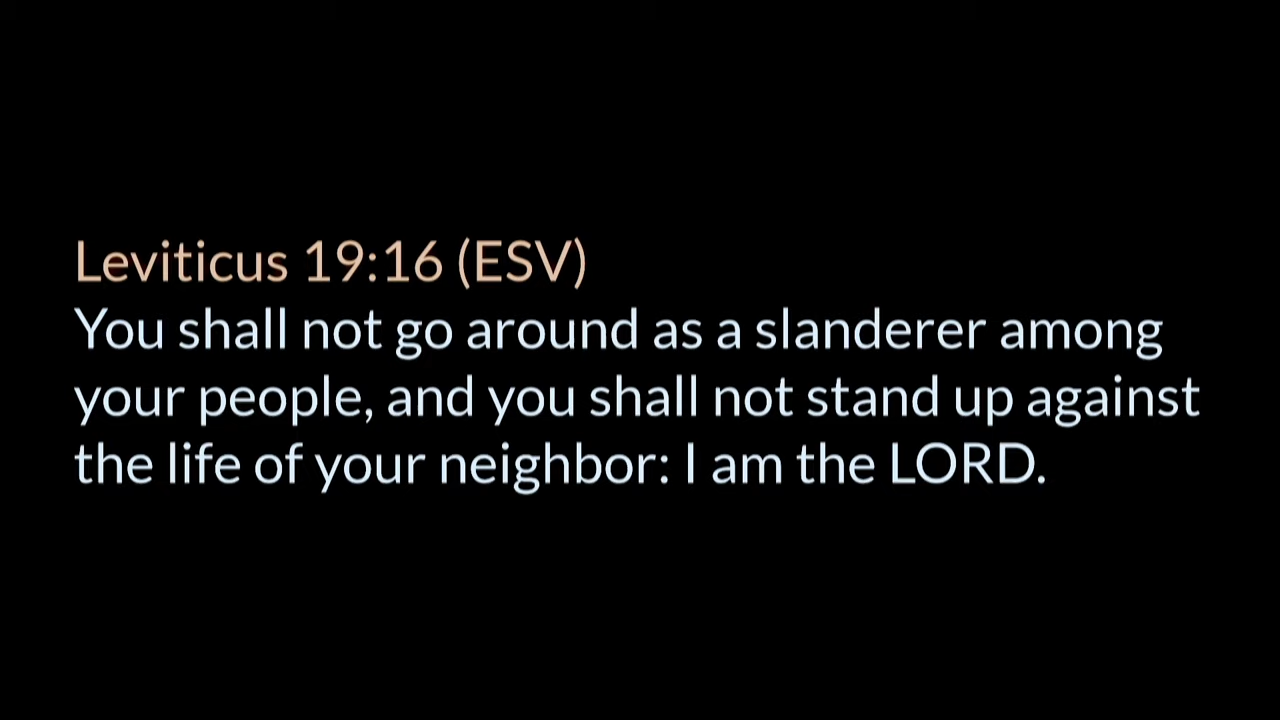 Leviticus 19:16 (ESV)
You shall not go around as a slanderer among
your people, and you shall not stand up against
the life of your neighbor: I am the LORD.